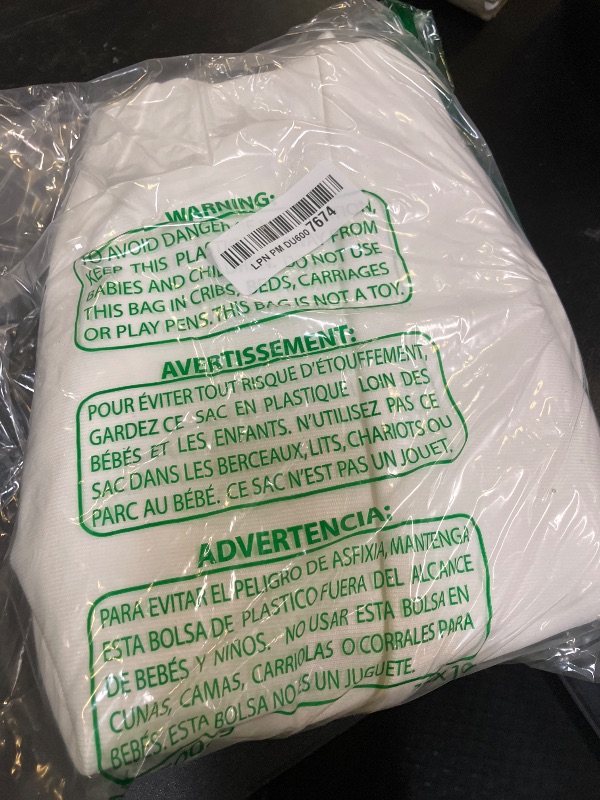 WARNING:
TO AVOID DANGER
KEEP THIS FROM
BABIES AND DO NOT USE
THIS BAG IN CRIBS, CARRIAGES
OR PLAY PENS. THIS BAG IS NOT A TOY.
LPN PM DU600 7674
AVERTISSEMENT:
POUR ÉVITER TOUT RISQUE D'ÉTOUFFEMENT,
GARDEZ CE SAC EN PLASTIQUE LOIN DES
BÉBÉS ET LES ENFANTS. N'UTILISEZ PAS CE
SAC DANS LES BERCEAUX, LITS, CHARIOTS OU
PARC AU BÉBÉ. CE SAC N'EST PAS UN JOUET.
ADVERTENCIA:
PARA EVITAR EL PELIGRO DE ASFIXIA, MANTENGA
ESTA BOLSA DE PLASTICO FUERA DEL ALCANCE
DE BEBÉS Y NIÑOS. NO USAR ESTA BOLSA EN
CUNAS, CAMAS, CARRIOLAS O CORRALES PARA
BEBÉS. ESTA BOLSA NO ES UN JUGUETE.